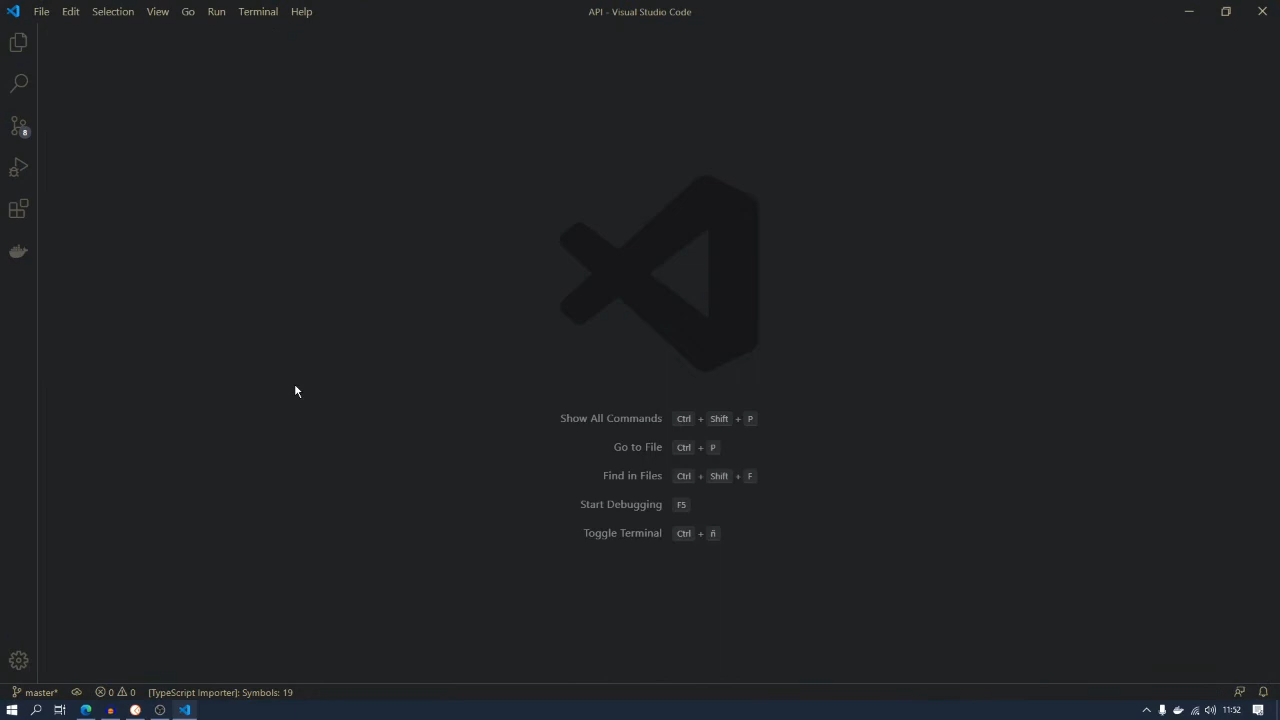 File Edit Selection View Go Run Terminal Help API - Visual Studio Code
8
Show All Commands Ctrl + Shift + P
Go to File Ctrl + P
Find in Files Ctrl + Shift + F
Start Debugging F5
Toggle Terminal Ctrl + ñ
master* 0 0 [TypeScript Importer]: Symbols: 19
11:52